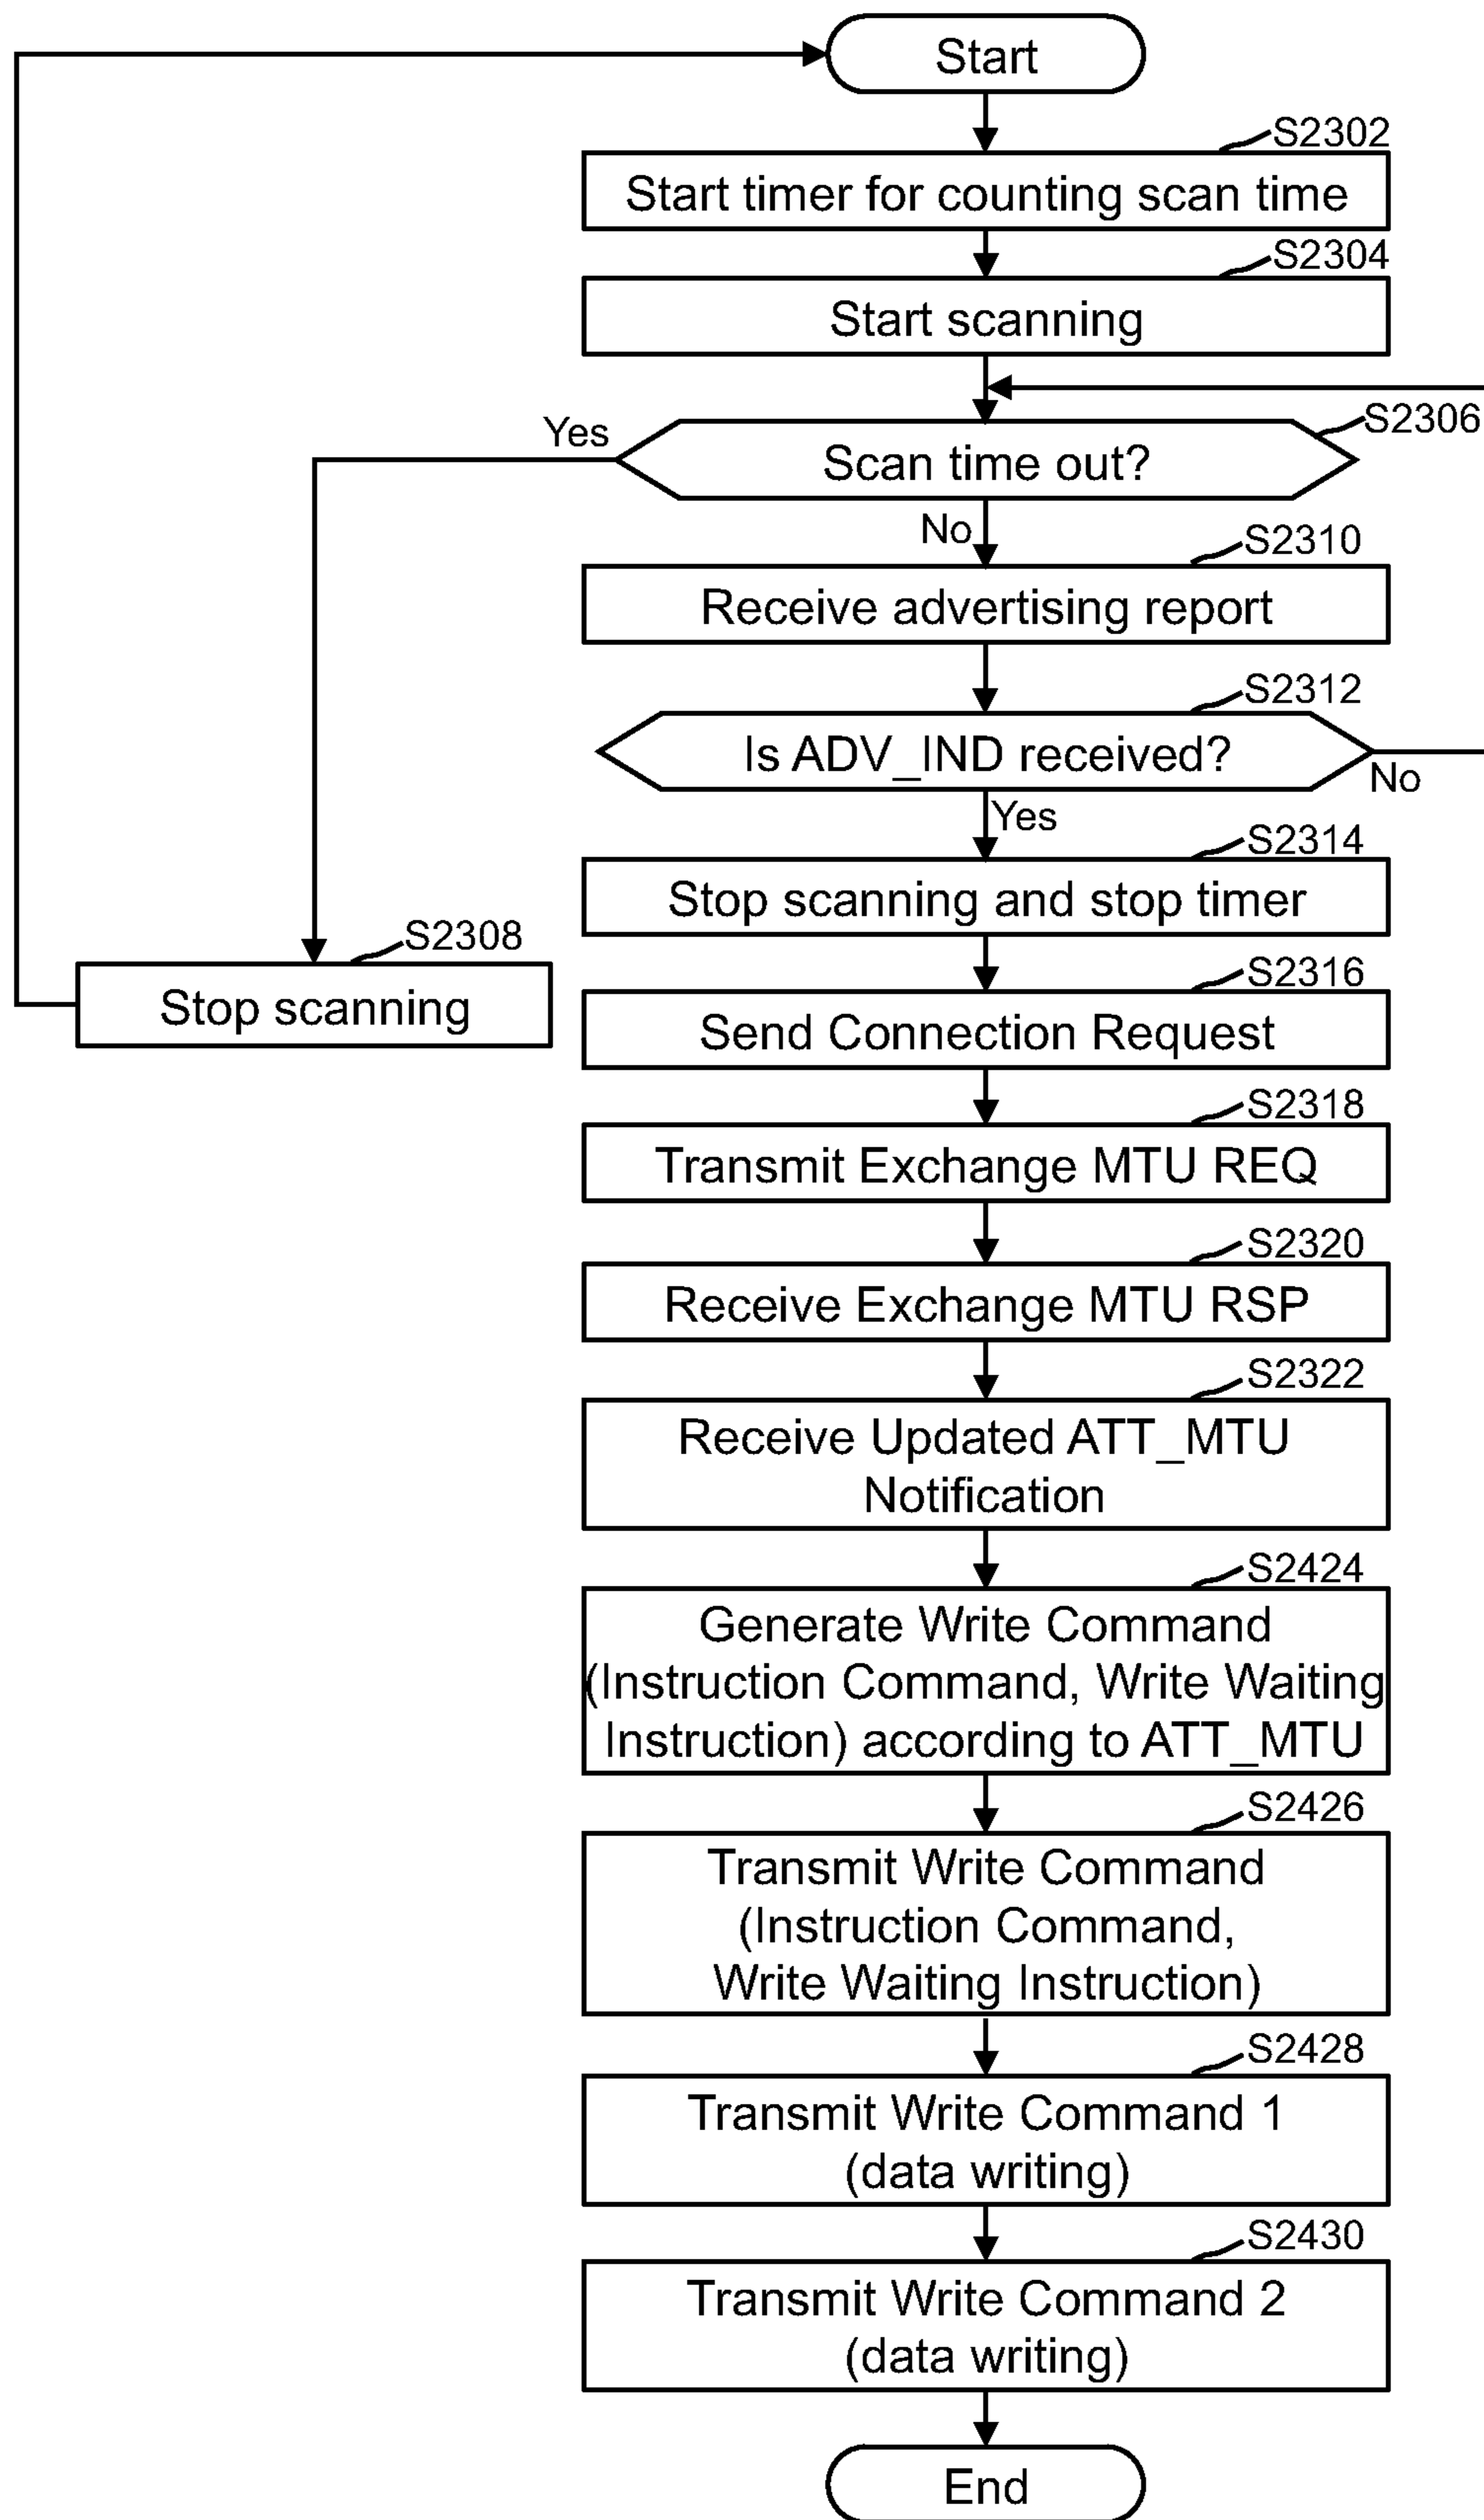 Start
S2302
Start timer for counting scan time
S2304
Start scanning
S2306
Yes
Scan time out?
No
S2310
Receive advertising report
S2312
Is ADV_IND received?
No
Yes
S2314
Stop scanning and stop timer
S2308
Stop scanning
S2316
Send Connection Request
S2318
Transmit Exchange MTU REQ
S2320
Receive Exchange MTU RSP
S2322
Receive Updated ATT_MTU
Notification
S2424
Generate Write Command
(Instruction Command, Write Waiting
Instruction) according to ATT_MTU
S2426
Transmit Write Command
(Instruction Command,
Write Waiting Instruction)
S2428
Transmit Write Command 1
(data writing)
S2430
Transmit Write Command 2
(data writing)
End